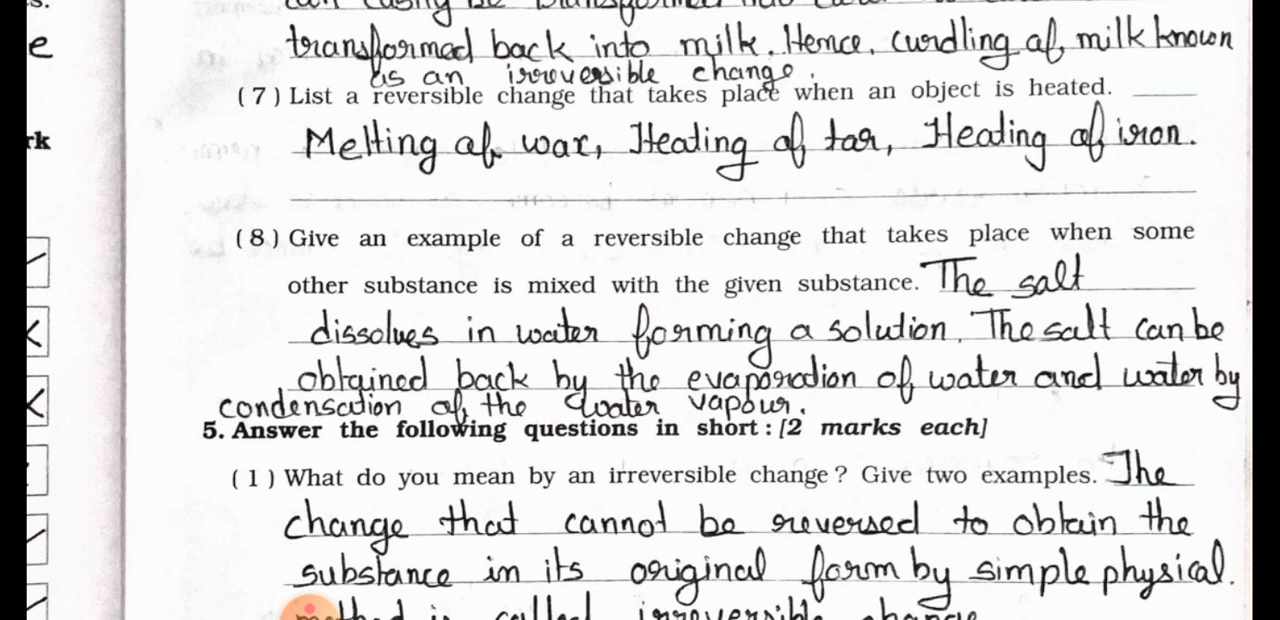 s.
e
transformed back into milk. Hence, curdling of milk known
as an irreversible change.
(7) List a reversible change that takes place when an object is heated.
Melting of wax, Heating of tar, Heating of iron.
(8) Give an example of a reversible change that takes place when some
other substance is mixed with the given substance. The salt
dissolves in water forming a solution. The salt can be
obtained back by the evaporation of water and water by
condensation of the water vapour.
5. Answer the following questions in short : [2 marks each]
(1) What do you mean by an irreversible change ? Give two examples. The
change that cannot be reversed to obtain the
substance in its original form by simple physical.
rk